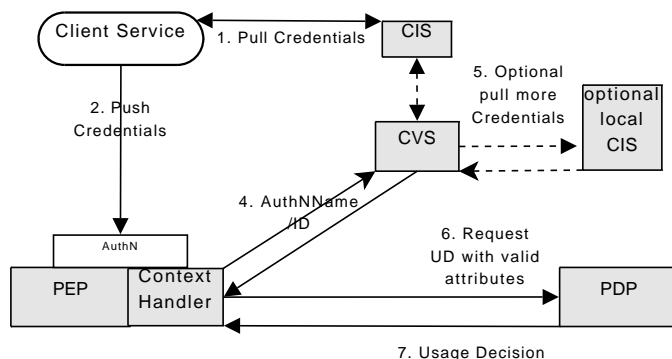 Client Service
1. Pull Credentials
CIS
2. Push
Credentials
5. Optional
pull more
Credentials
optional
local
CIS
CVS
4. AuthNName
/ID
AuthN
PEP
Context
Handler
6. Request
UD with valid
attributes
PDP
7. Usage Decision